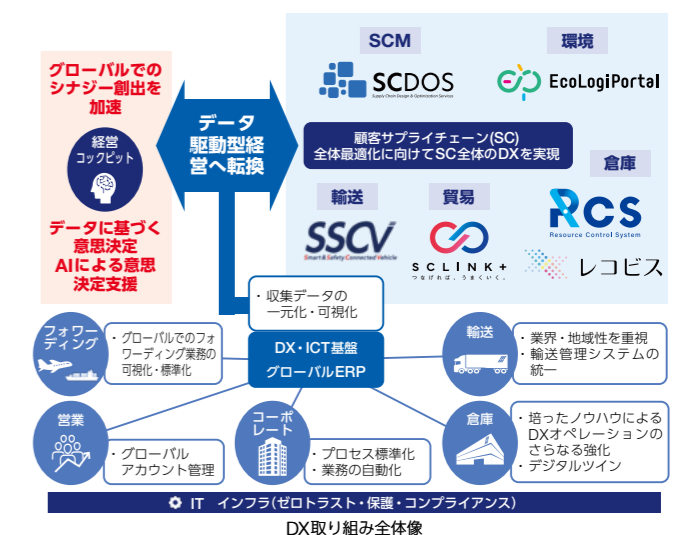 グローバルでの
シナジー創出を
加速
経営
コックピット
データに基づく
意思決定
AIによる意思
決定支援
データ
駆動型経
営へ転換
SCM
SCDOS
Supply Chain Design & Optimization Services
環境
EcoLogiPortal
顧客サプライチェーン(SC)
全体最適化に向けてSC全体のDXを実現
輸送
SSCV
Smart & Safety Connected Vehicle
貿易
SCLINK+
つなげれば、うまくいく。
倉庫
RCS
Resource Control System
レコビス
・収集データの
一元化・可視化
DX・ICT基盤
グローバルERP
フォワー
ディング
・グローバルでのフォ
ワーディング業務の
可視化・標準化
輸送
・業界・地域性を重視
・輸送管理システムの
統一
営業
・グローバル
アカウント管理
コーポ
レート
・プロセス標準化
・業務の自動化
倉庫
・培ったノウハウによる
DXオペレーションの
さらなる強化
・デジタルツイン
IT インフラ(ゼロトラスト・保護・コンプライアンス)
DX取り組み全体像